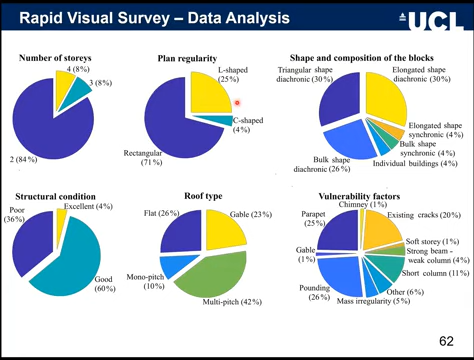 Rapid Visual Survey – Data Analysis
UCL
Number of storeys
4 (8%)
3 (8%)
2 (84%)
Plan regularity
L-shaped
(25%)
C-shaped
(4%)
Rectangular
(71%)
Shape and composition of the blocks
Triangular shape
diachronic (30%)
Elongated shape
diachronic (30%)
Elongated shape
synchronic (4%)
Bulk shape
synchronic (4%)
Individual buildings (4%)
Bulk shape
diachronic (26%)
Structural condition
Poor
(36%)
Excellent (4%)
Good
(60%)
Roof type
Flat (26%)
Gable (23%)
Mono-pitch
(10%)
Multi-pitch (42%)
Vulnerability factors
Chimney (1%)
Parapet
(25%)
Existing cracks (20%)
Soft storey (1%)
Strong beam -
weak column (4%)
Short column (11%)
Other (6%)
Mass irregularity (5%)
Gable
(1%)
Pounding
(26%)
62